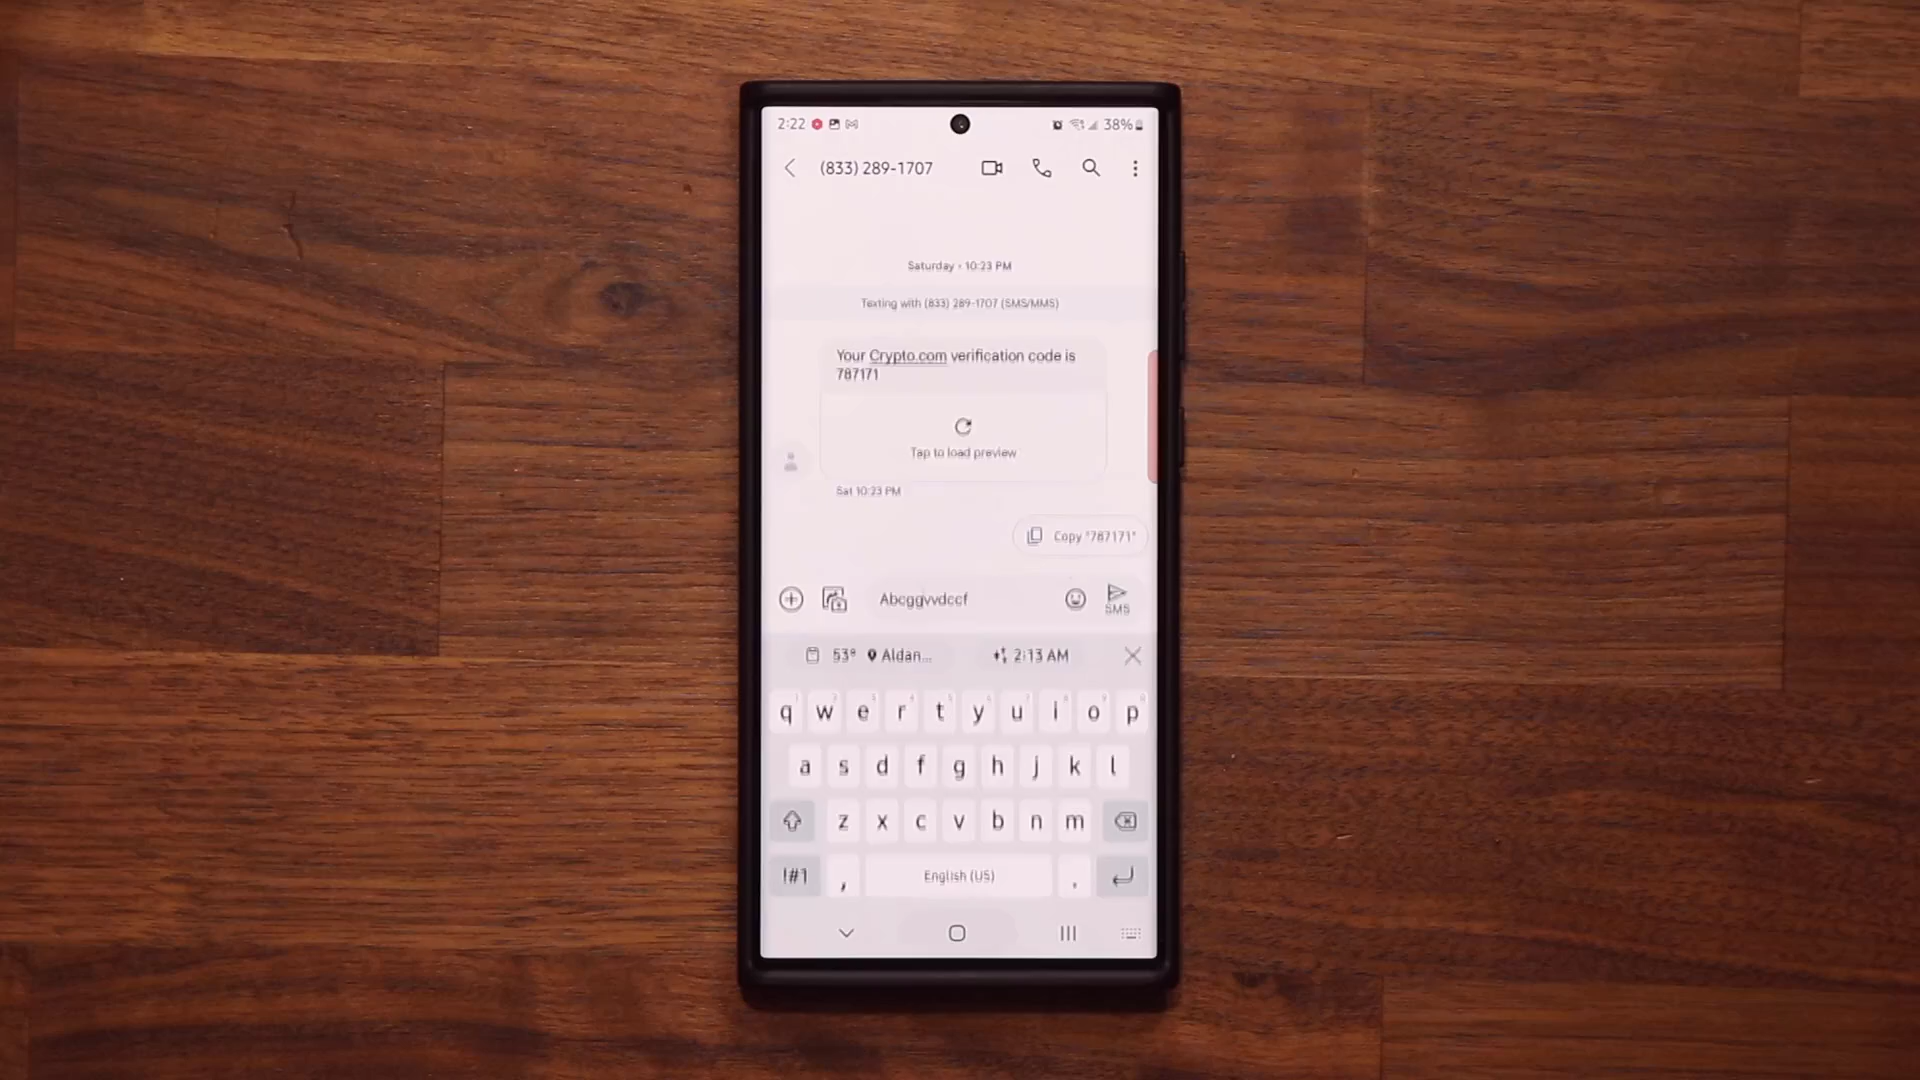 2:22 38%
(833) 289-1707
Saturday • 10:23 PM
Texting with (833) 289-1707 (SMS/MMS)
Your Crypto.com verification code is
787171
Tap to load preview
Sat 10:23 PM
Copy "787171"
Abcggvvdccf
SMS
53° Aldan... 2:13 AM
q w e r t y u i o p
a s d f g h j k l
z x c v b n m
!#1 , English (US) .